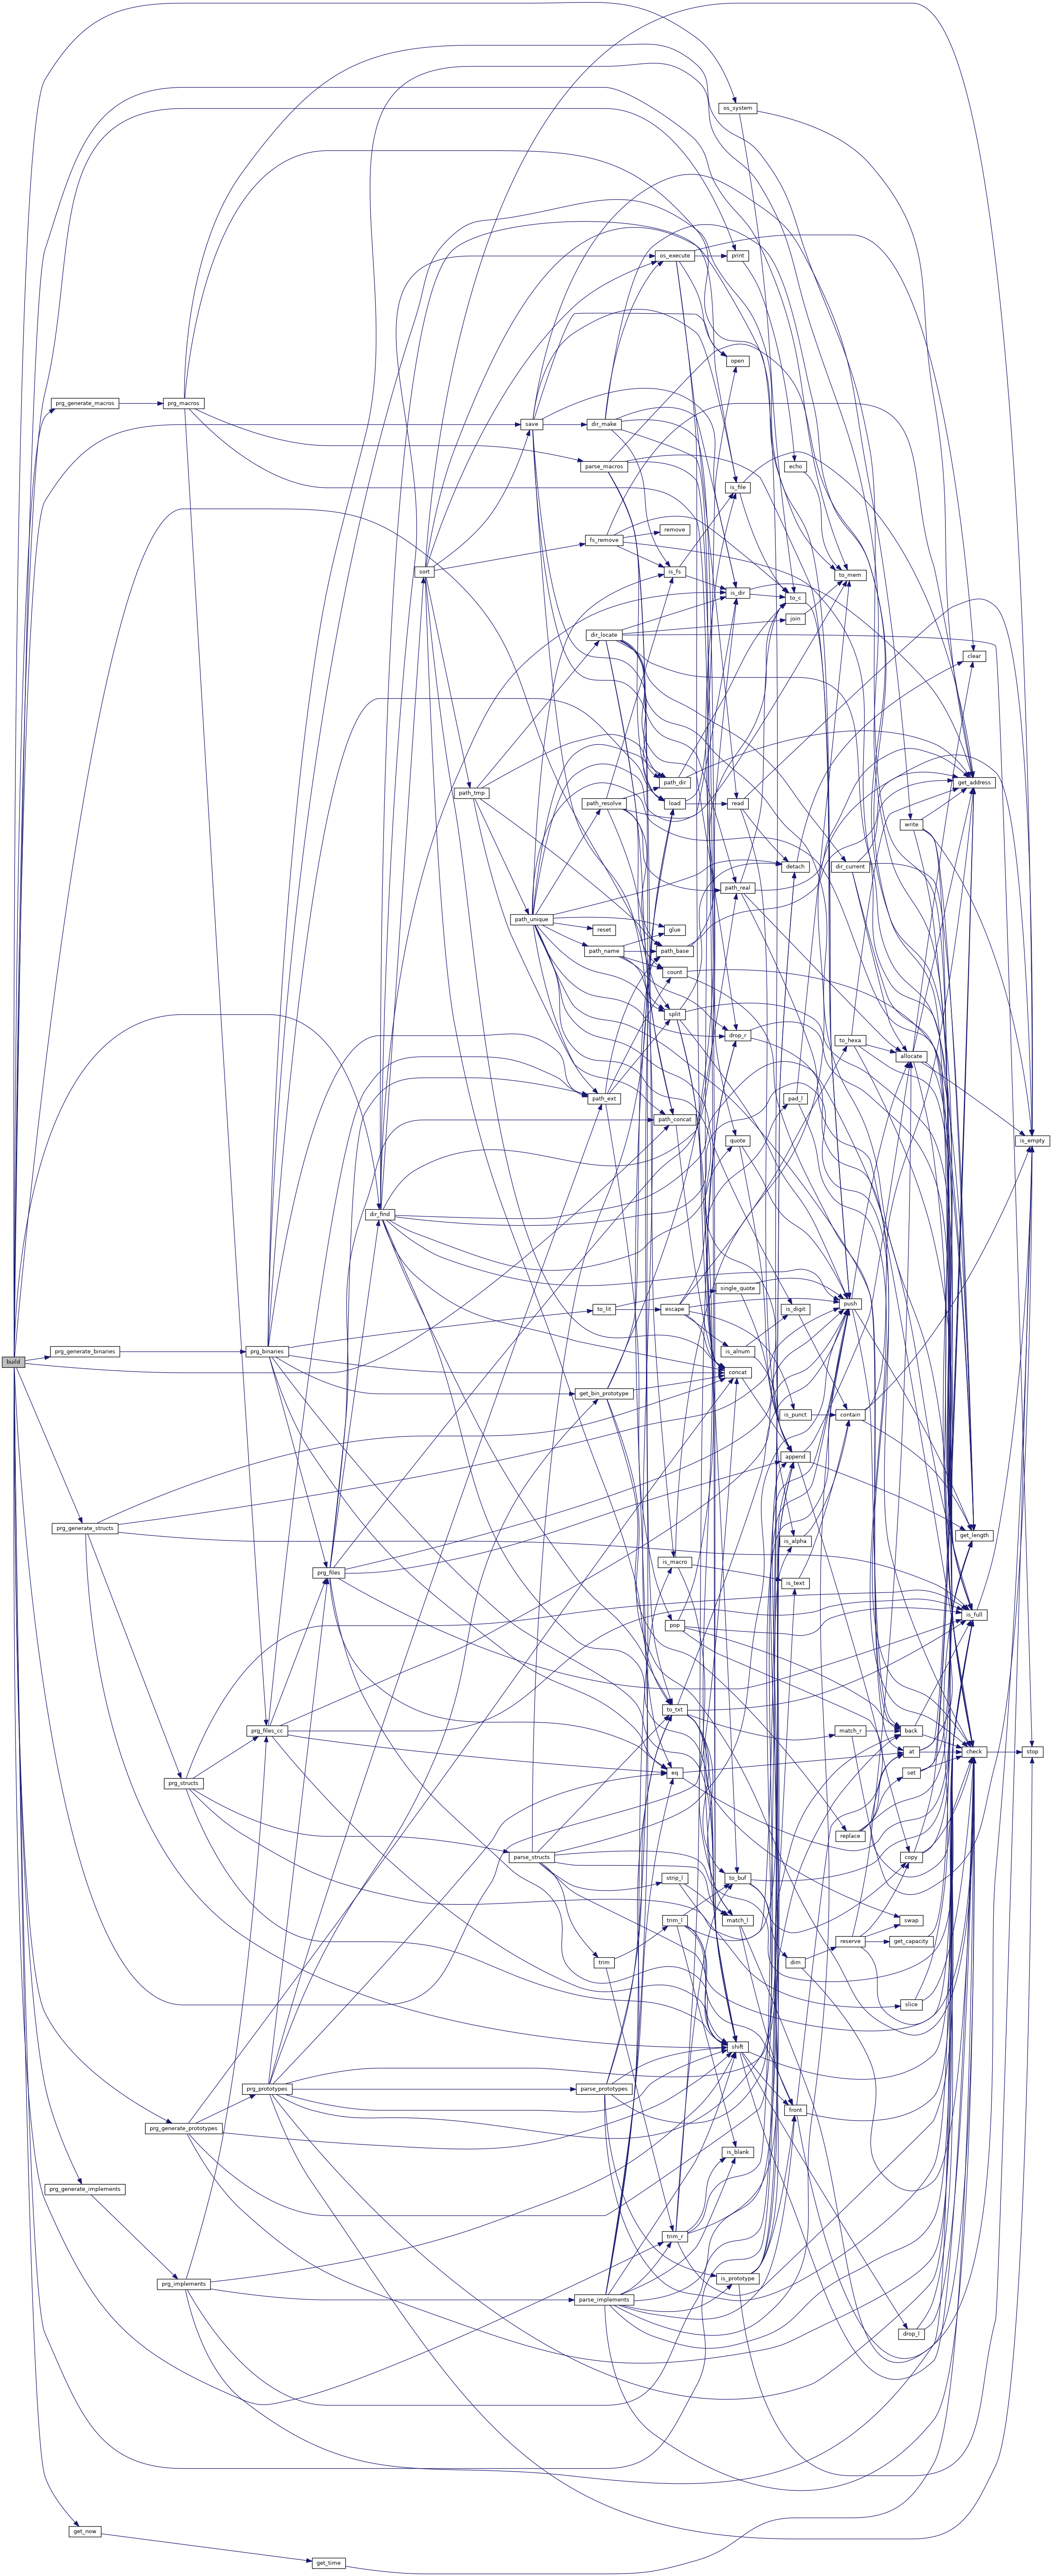 os_system
os_execute
print
open
prg_generate_macros
prg_macros
save
dir_make
parse_macros
echo
is_file
remove
fs_remove
sort
is_fs
to_mem
is_dir
to_c
join
dir_locate
clear
path_dir
get_address
path_tmp
path_resolve
load
read
write
detach
dir_current
path_real
path_unique
reset
glue
path_name
path_base
count
split
drop_r
to_hexa
allocate
path_ext
pad_l
path_concat
quote
is_empty
dir_find
single_quote
push
to_lit
escape
is_digit
prg_generate_binaries
prg_binaries
is_alnum
build
concat
get_bin_prototype
is_punct
contain
append
prg_generate_structs
get_length
is_alpha
is_macro
prg_files
is_text
is_full
pop
to_txt
prg_files_cc
match_r
back
at
check
stop
eq
set
prg_structs
replace
parse_structs
copy
strip_l
to_buf
trim_l
match_l
swap
reserve
get_capacity
trim
dim
slice
shift
prg_prototypes
parse_prototypes
front
prg_generate_prototypes
is_blank
prg_generate_implements
trim_r
is_prototype
prg_implements
parse_implements
drop_l
get_now
get_time